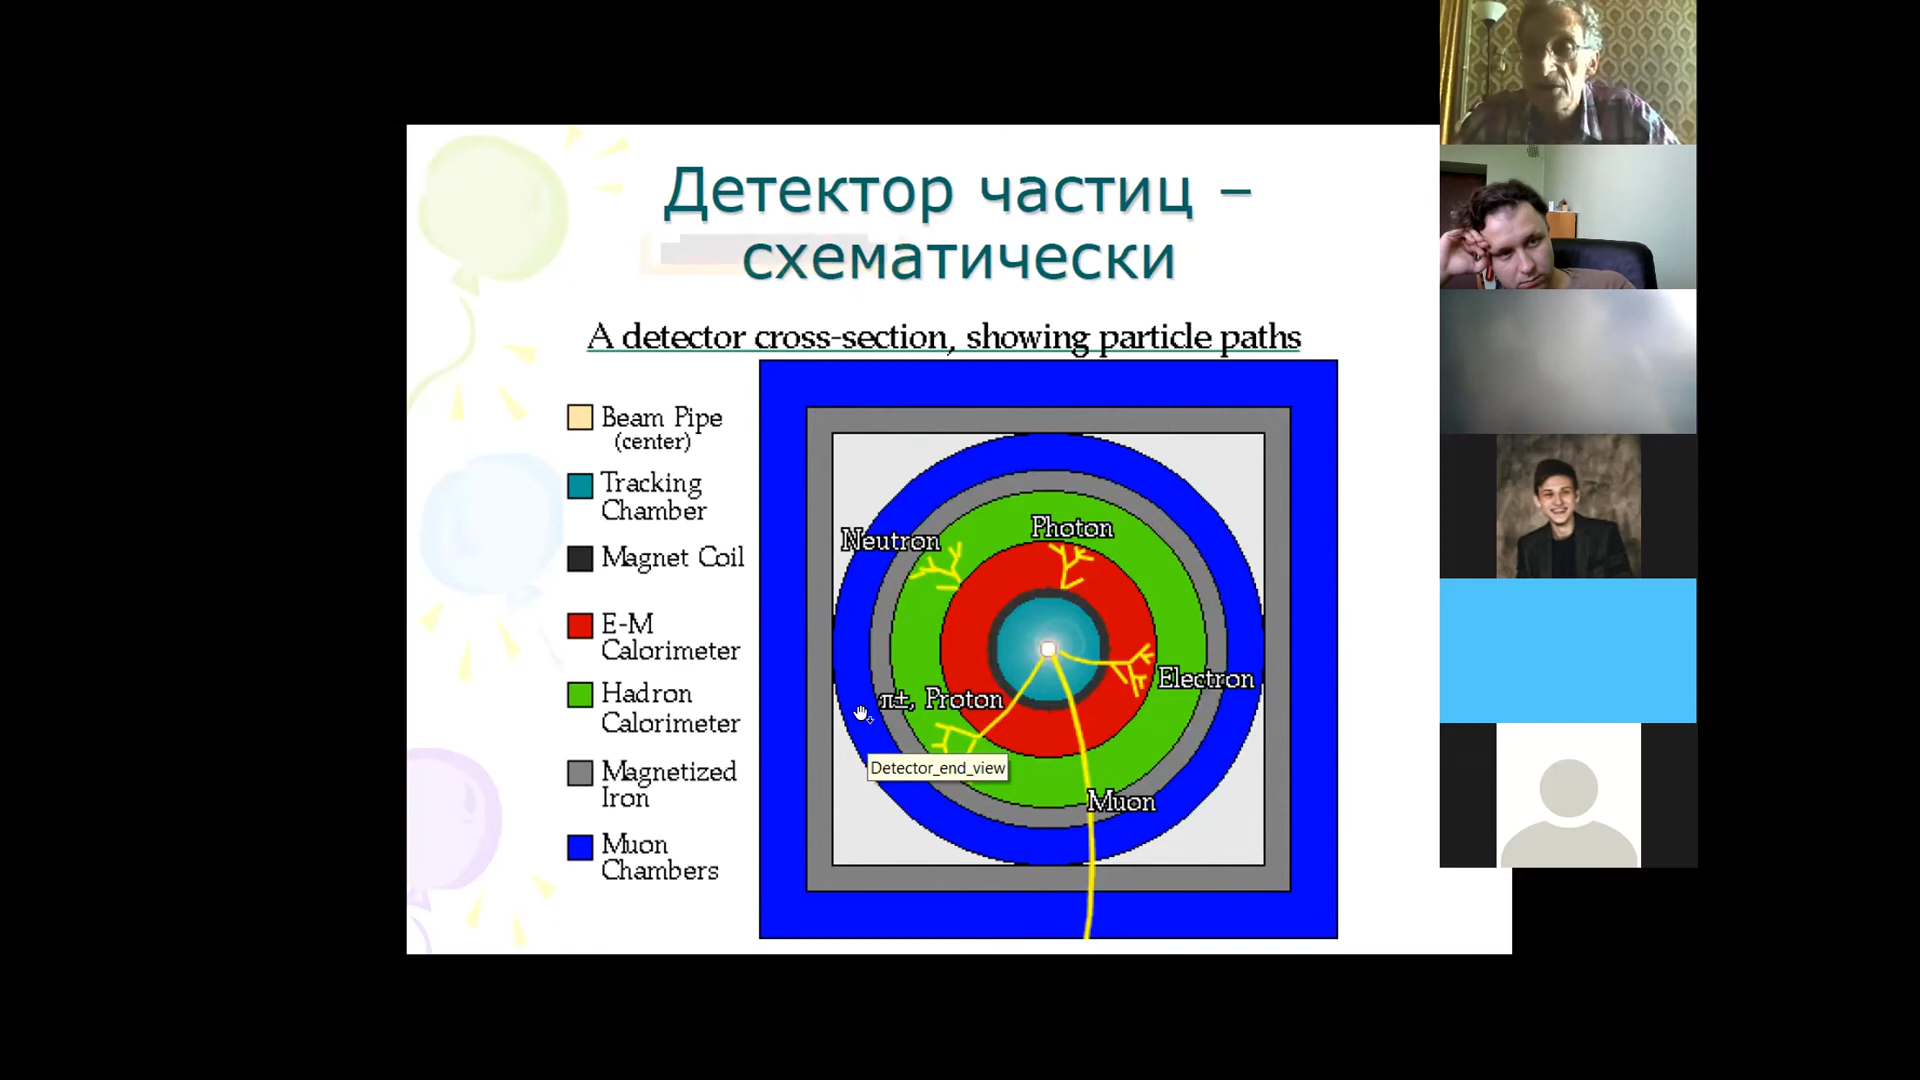 Детектор частиц –
схематически
A detector cross-section, showing particle paths
Beam Pipe
(center)
Tracking
Chamber
Magnet Coil
E-M
Calorimeter
Hadron
Calorimeter
Magnetized
Iron
Muon
Chambers
Neutron
Photon
Electron
π±, Proton
Detector_end_view
Muon